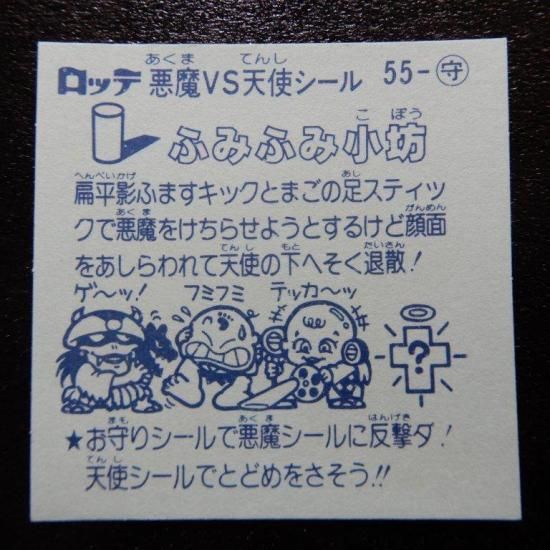 ロッテ 悪魔VS天使シール 55-守
あくま てんし
ふみふみ小坊
こ ぼう
扁平影ふますキックとまごの足スティッ
へんぺいかげ あし
クで悪魔をけちらせようとするけど顔面
あくま がんめん
をあしらわれて天使の下へそく退散!
てんし もと たいさん
ゲ〜ッ! フミフミ テッカ〜ッ
?
★お守りシールで悪魔シールに反撃ダ!
まも あくま はんげき
天使シールでとどめをさそう!!
てんし